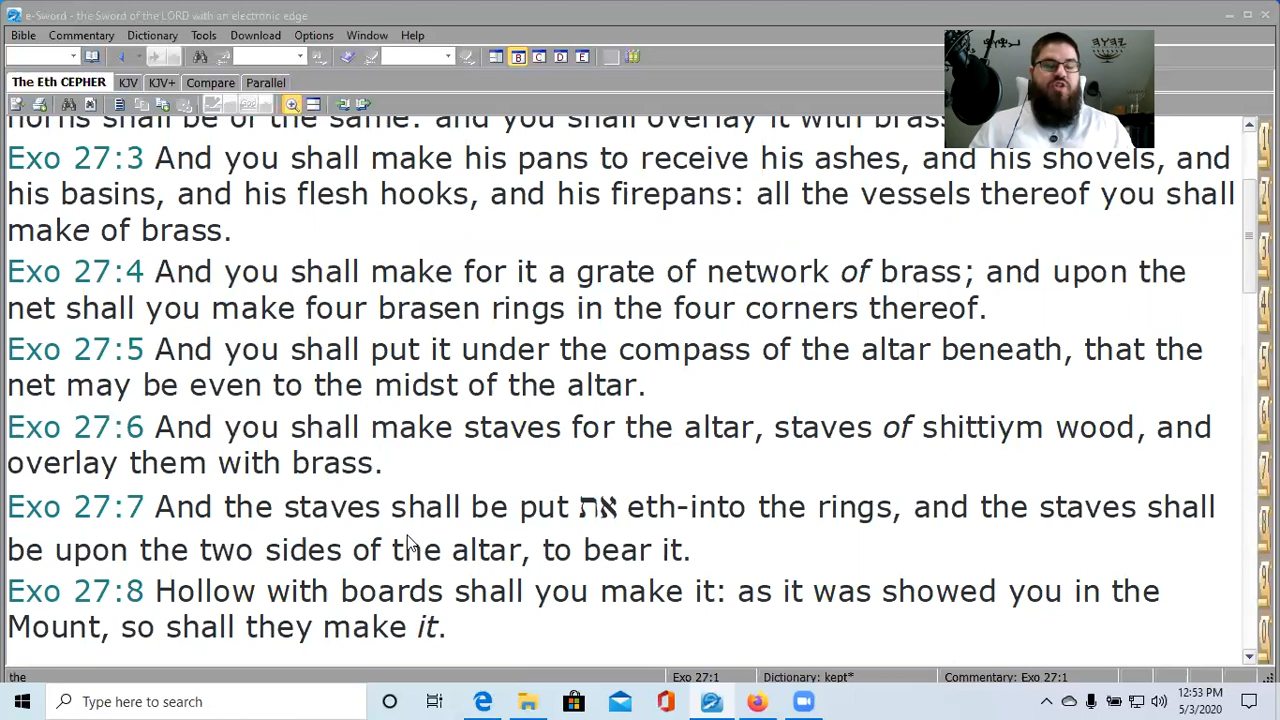 e-Sword - the Sword of the LORD with an electronic edge
Bible Commentary Dictionary Tools Download Options Window Help
B C D E
The Eth CEPHER KJV KJV+ Compare Parallel
horns shall be of the same: and you shall overlay it with brass
Exo 27:3 And you shall make his pans to receive his ashes, and his shovels, and
his basins, and his flesh hooks, and his firepans: all the vessels thereof you shall
make of brass.
Exo 27:4 And you shall make for it a grate of network of brass; and upon the
net shall you make four brasen rings in the four corners thereof.
Exo 27:5 And you shall put it under the compass of the altar beneath, that the
net may be even to the midst of the altar.
Exo 27:6 And you shall make staves for the altar, staves of shittiym wood, and
overlay them with brass.
Exo 27:7 And the staves shall be put את eth-into the rings, and the staves shall
be upon the two sides of the altar, to bear it.
Exo 27:8 Hollow with boards shall you make it: as it was showed you in the
Mount, so shall they make it.
the Exo 27:1 Dictionary: kept* Commentary: Exo 27:1
Type here to search
12:53 PM
5/3/2020